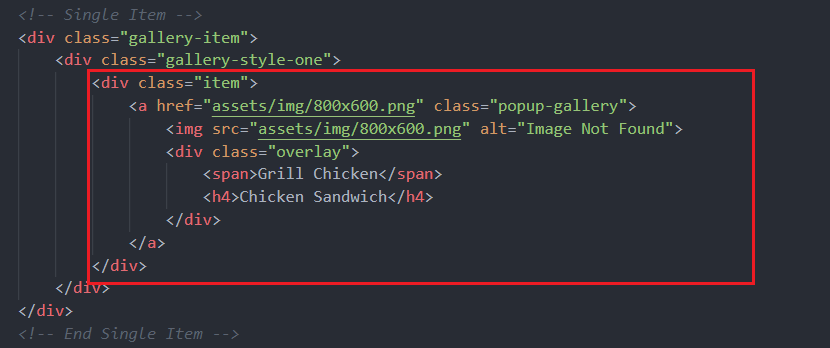 <!-- Single Item -->
<div class="gallery-item">
<div class="gallery-style-one">
<div class="item">
<a href="assets/img/800x600.png" class="popup-gallery">
<img src="assets/img/800x600.png" alt="Image Not Found">
<div class="overlay">
<span>Grill Chicken</span>
<h4>Chicken Sandwich</h4>
</div>
</a>
</div>
</div>
</div>
<!-- End Single Item -->